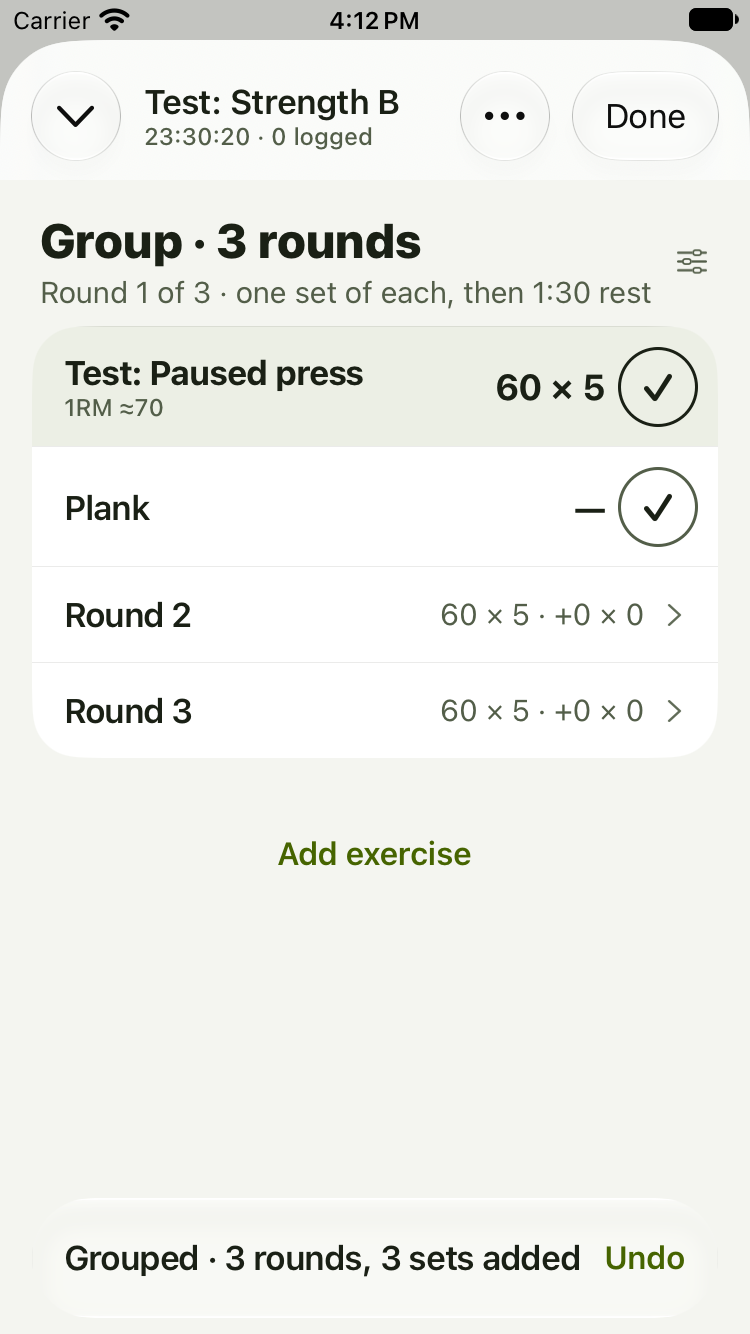 Carrier 4:12 PM
Test: Strength B
23:30:20 · 0 logged
Done
Group · 3 rounds
Round 1 of 3 · one set of each, then 1:30 rest
Test: Paused press
1RM ≈70
60 × 5
Plank
—
Round 2 60 × 5 · +0 × 0
Round 3 60 × 5 · +0 × 0
Add exercise
Grouped · 3 rounds, 3 sets added Undo